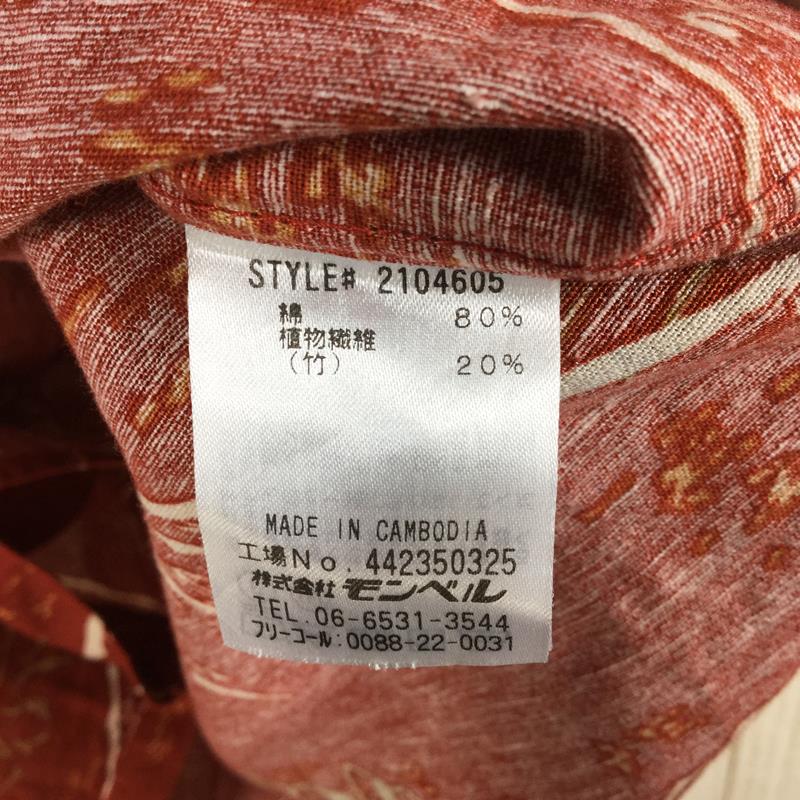 STYLE# 2104605
綿 80%
植物繊維
(竹) 20%
MADE IN CAMBODIA
工場No. 442350325
株式会社 モンベル
TEL. 06-6531-3544
フリーコール:0088-22-0031